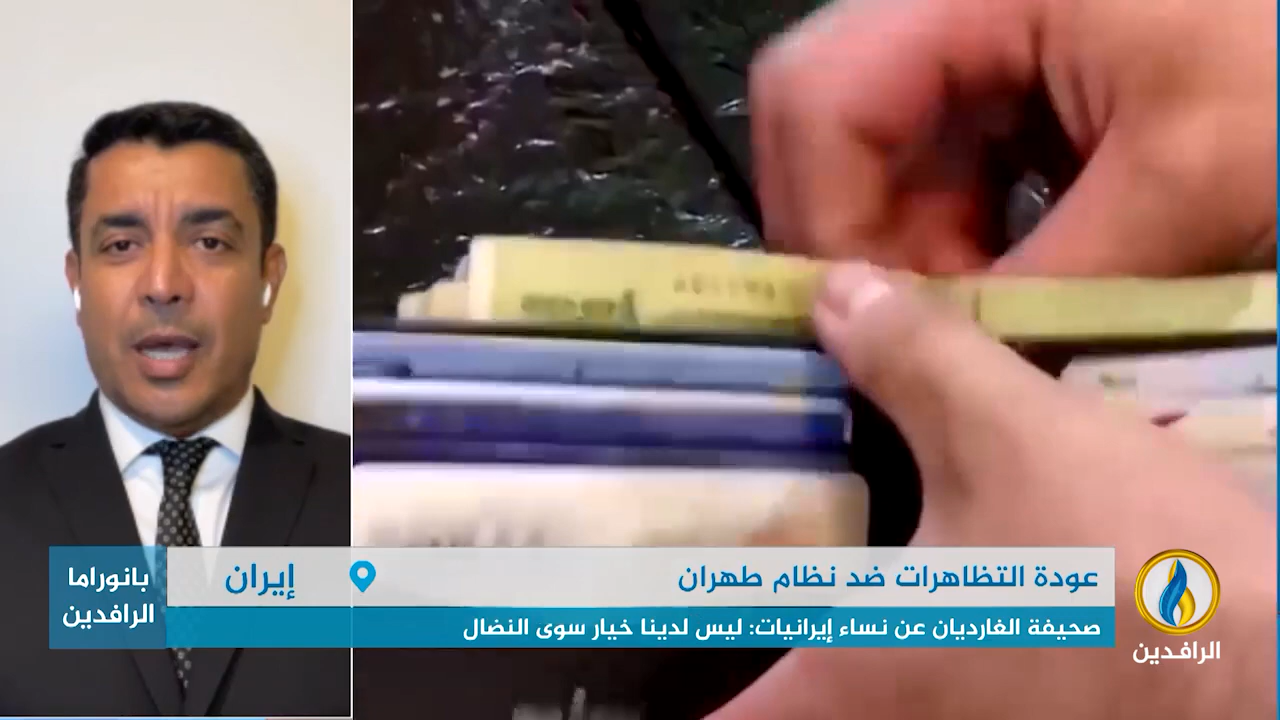 عودة التظاهرات ضد نظام طهران
إيران
صحيفة الغارديان عن نساء إيرانيات: ليس لدينا خيار سوى النضال
بانوراما
الرافدين
الرافدين